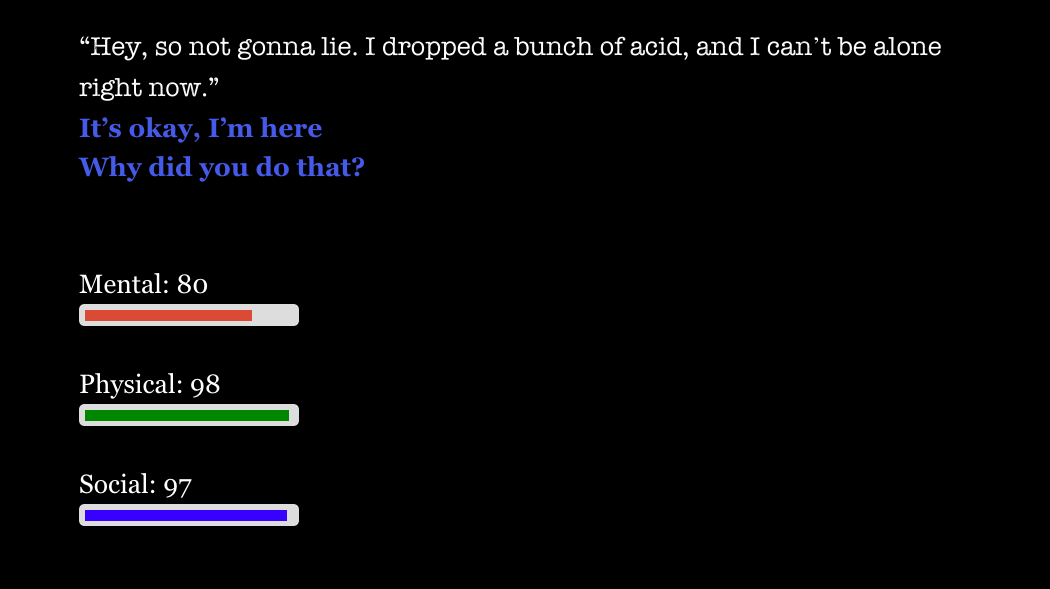 “Hey, so not gonna lie. I dropped a bunch of acid, and I can’t be alone
right now.”
It’s okay, I’m here
Why did you do that?
Mental: 80
Physical: 98
Social: 97